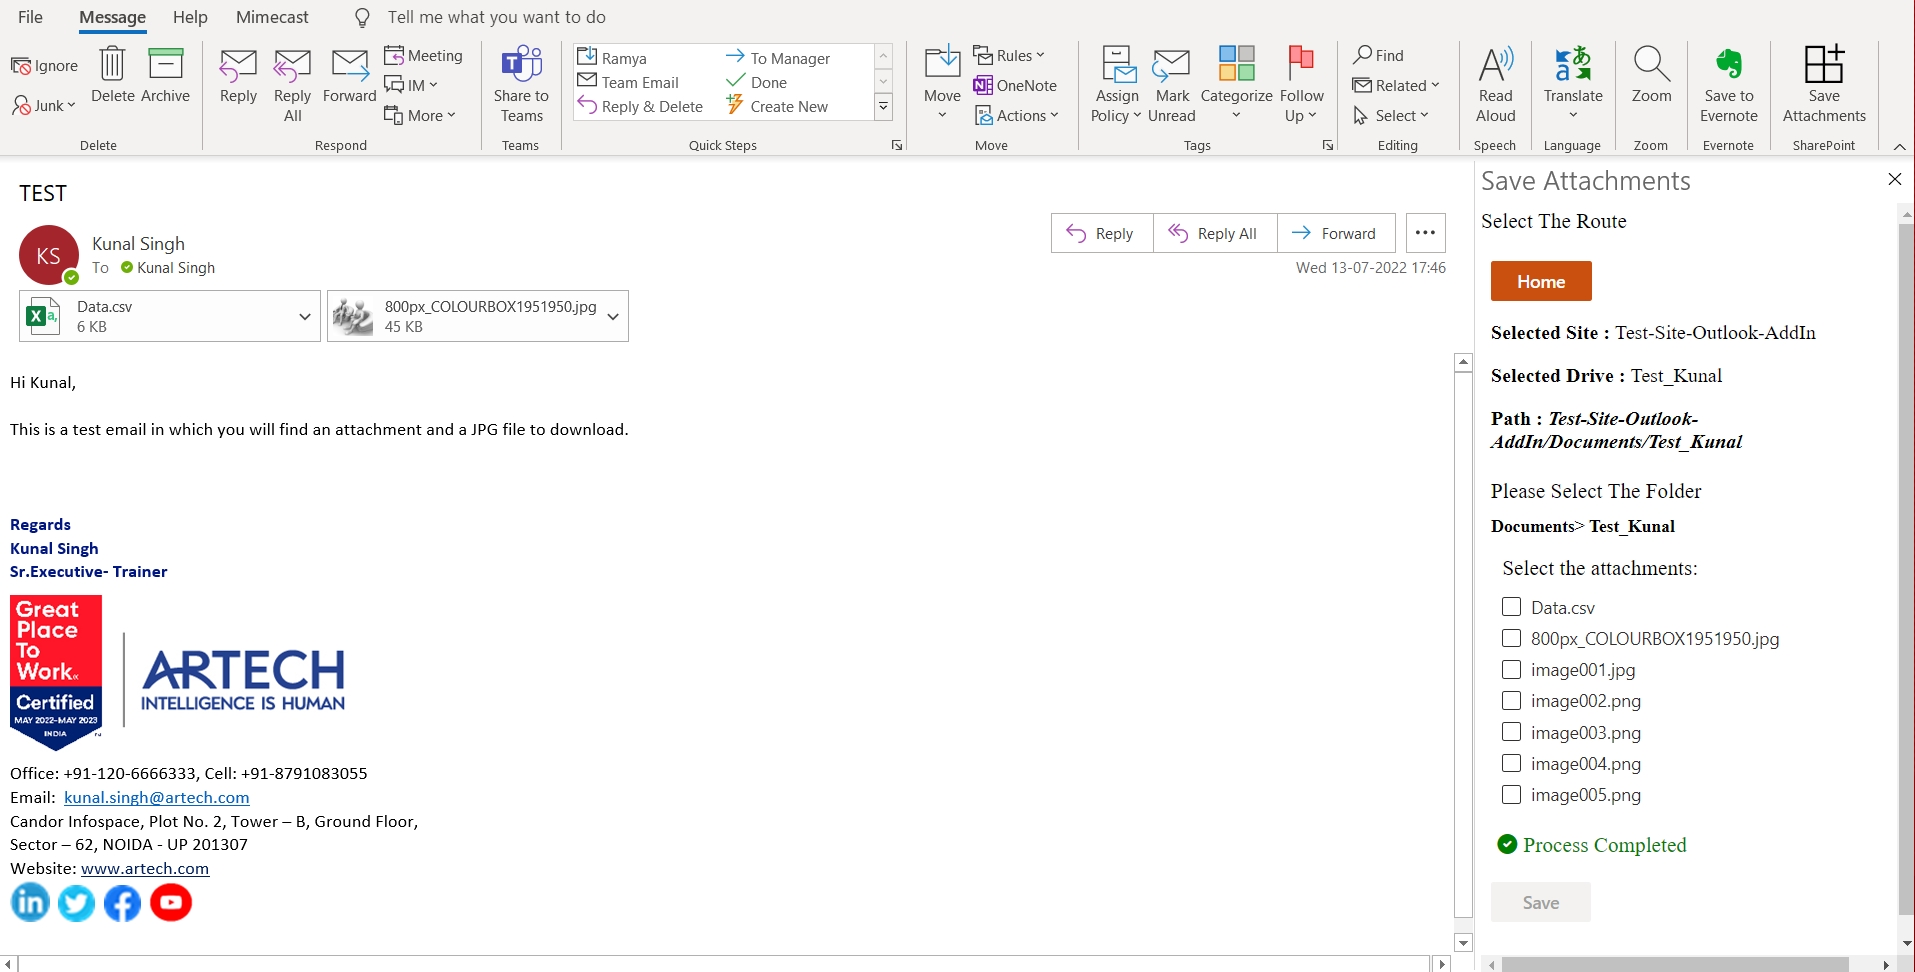 File Message Help Mimecast Tell me what you want to do
Ignore
Junk
Delete
Archive
Delete
Reply
Reply All
Forward
Meeting
IM
More
Respond
Share to Teams
Teams
Ramya
Team Email
Reply & Delete
To Manager
Done
Create New
Quick Steps
Move
Rules
OneNote
Actions
Move
Assign Policy
Mark Unread
Categorize
Follow Up
Tags
Find
Related
Select
Editing
Read Aloud
Speech
Translate
Language
Zoom
Zoom
Save to Evernote
Evernote
Save Attachments
SharePoint
TEST
KS
Kunal Singh
To Kunal Singh
Reply Reply All Forward
Wed 13-07-2022 17:46
Data.csv
6 KB
800px_COLOURBOX1951950.jpg
45 KB
Hi Kunal,
This is a test email in which you will find an attachment and a JPG file to download.
Regards
Kunal Singh
Sr.Executive- Trainer
Great
Place
To
Work.
Certified
MAY 2022-MAY 2023
INDIA
ARTECH
INTELLIGENCE IS HUMAN
Office: +91-120-6666333, Cell: +91-8791083055
Email: kunal.singh@artech.com
Candor Infospace, Plot No. 2, Tower – B, Ground Floor,
Sector – 62, NOIDA - UP 201307
Website: www.artech.com
Save Attachments
Select The Route
Home
Selected Site : Test-Site-Outlook-AddIn
Selected Drive : Test_Kunal
Path : Test-Site-Outlook-
AddIn/Documents/Test_Kunal
Please Select The Folder
Documents> Test_Kunal
Select the attachments:
Data.csv
800px_COLOURBOX1951950.jpg
image001.jpg
image002.png
image003.png
image004.png
image005.png
Process Completed
Save